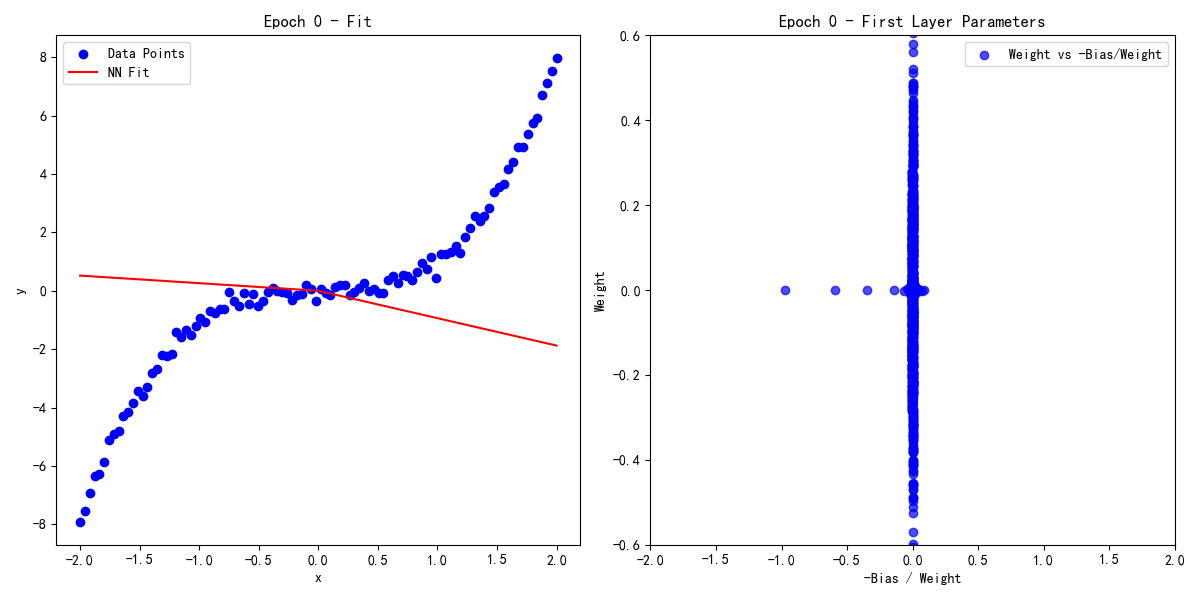 Epoch 0 - Fit
Data Points
NN Fit
8
6
4
2
0
-2
-4
-6
-8
y
-2.0 -1.5 -1.0 -0.5 0.0 0.5 1.0 1.5 2.0
x
Epoch 0 - First Layer Parameters
Weight vs -Bias/Weight
0.6
0.4
0.2
0.0
-0.2
-0.4
-0.6
Weight
-2.0 -1.5 -1.0 -0.5 0.0 0.5 1.0 1.5 2.0
-Bias / Weight